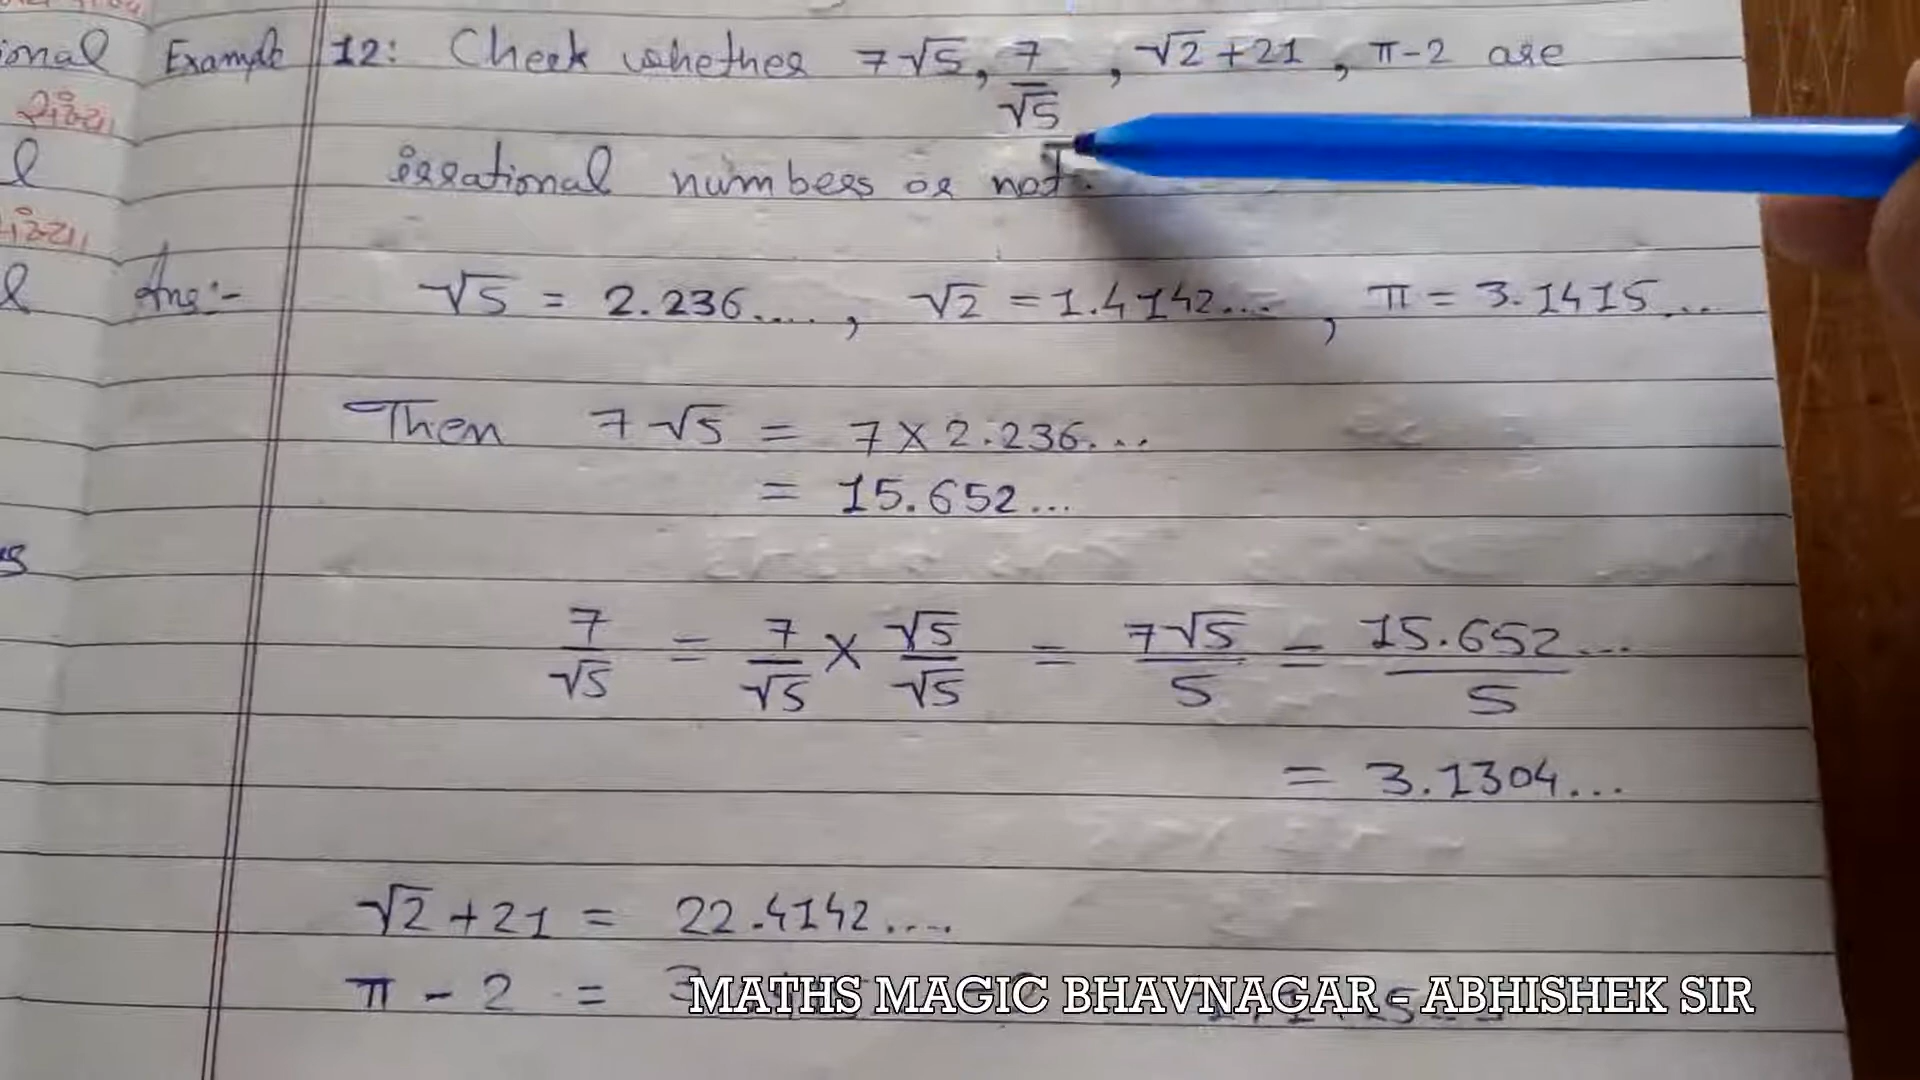 ional Example 12: Check whether 7√5, 7/√5, √2+21, π-2 are
l irrational numbers or not.
l Ans:- √5 = 2.236...., √2 = 1.4142...., π = 3.1415...
Then 7√5 = 7×2.236...
= 15.652...
7/√5 = 7/√5 × √5/√5 = 7√5/5 = 15.652.../5
= 3.1304...
√2+21 = 22.4142....
π - 2 = 3
MATHS MAGIC BHAVNAGAR - ABHISHEK SIR